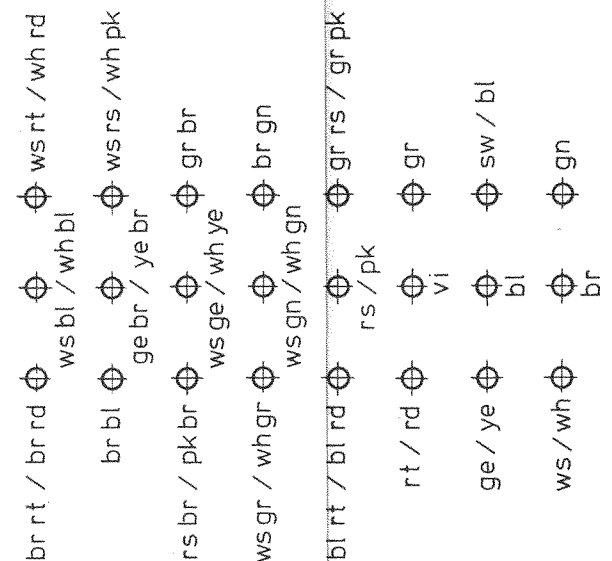 br rt / br rd ws rt / wh rd
ws bl / wh bl
br bl ws rs / wh pk
ge br / ye br
rs br / pk br gr br
ws ge / wh ye
ws gr / wh gr br gn
ws gn / wh gn
bl rt / bl rd gr rs / gr pk
rs / pk
rt / rd gr
vi
ge / ye sw / bl
bl
ws / wh gn
br